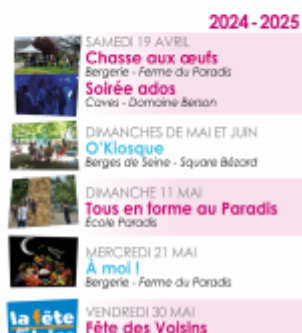 2024 - 2025
SAMEDI 19 AVRIL
Chasse aux œufs
Bergerie - Ferme du Paradis
Soirée ados
Caves - Domaine Berson
DIMANCHES DE MAI ET JUIN
O'Kiosque
Berges de Seine - Square Bézard
DIMANCHE 11 MAI
Tous en forme au Paradis
École Paradis
MERCREDI 21 MAI
À moi !
Bergerie - Ferme du Paradis
la fête
VENDREDI 30 MAI
Fête des Voisins